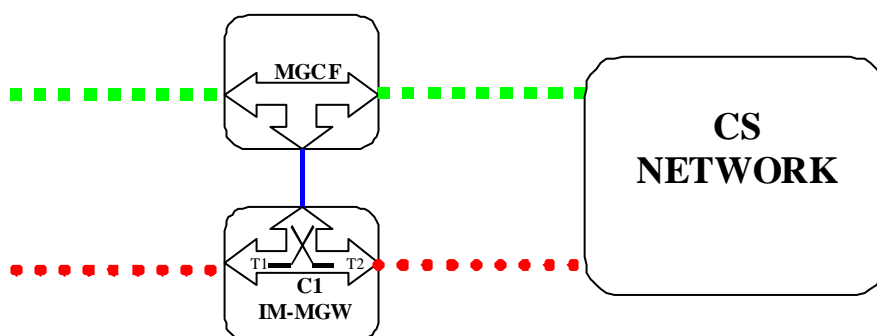 MGCF
CS
NETWORK
T1 T2
C1
IM-MGW